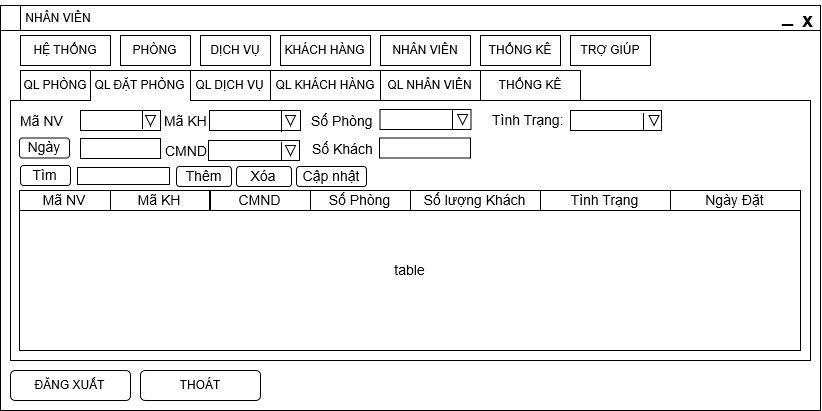 NHÂN VIÊN _ X
HỆ THỐNG PHÒNG DỊCH VỤ KHÁCH HÀNG NHÂN VIÊN THỐNG KÊ TRỢ GIÚP
QL PHÒNG QL ĐẶT PHÒNG QL DỊCH VỤ QL KHÁCH HÀNG QL NHÂN VIÊN THỐNG KÊ
Mã NV Mã KH Số Phòng Tình Trạng:
Ngày CMND Số Khách
Tìm Thêm Xóa Cập nhật
Mã NV Mã KH CMND Số Phòng Số lượng Khách Tình Trạng Ngày Đặt
table
ĐĂNG XUẤT THOÁT